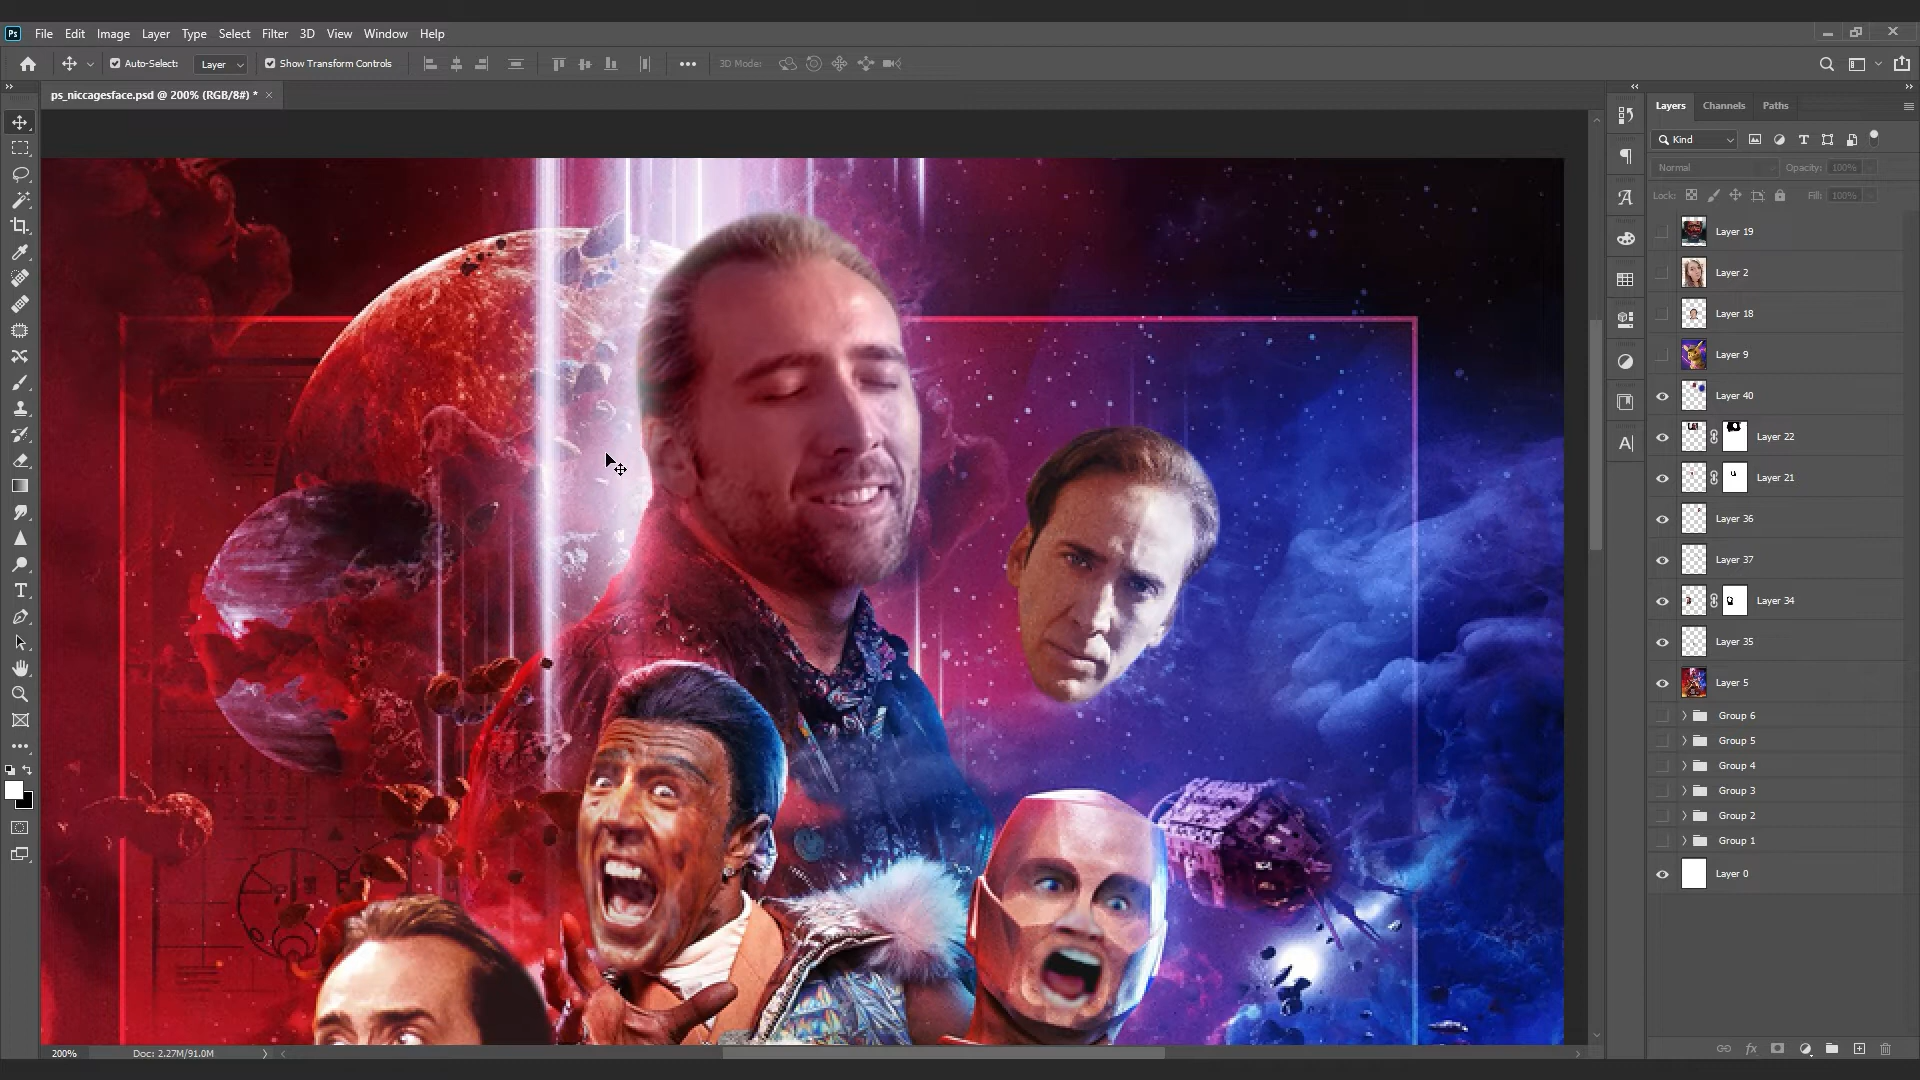 Ps File Edit Image Layer Type Select Filter 3D View Window Help
Auto-Select: Layer Show Transform Controls 3D Mode:
ps_niccagesface.psd @ 200% (RGB/8#) *
Layers Channels Paths
Kind
Normal Opacity: 100%
Lock: Fill: 100%
Layer 19
Layer 2
Layer 18
Layer 9
Layer 40
Layer 22
Layer 21
Layer 36
Layer 37
Layer 34
Layer 35
Layer 5
Group 6
Group 5
Group 4
Group 3
Group 2
Group 1
Layer 0
200% Doc: 2.27M/91.0M